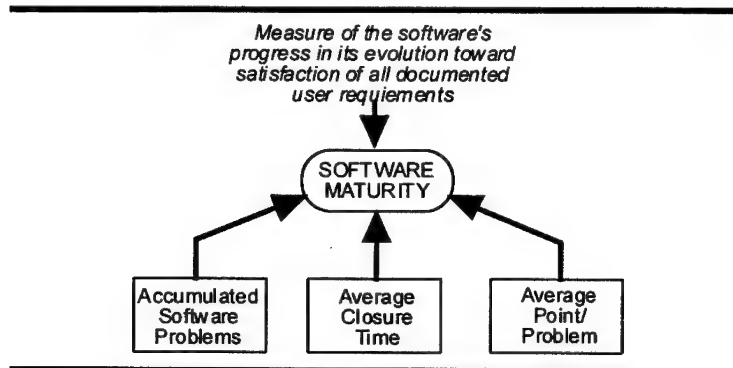 Measure of the software's
progress in its evolution toward
satisfaction of all documented
user requiements
SOFTWARE
MATURITY
Accumulated
Software
Problems
Average
Closure
Time
Average
Point/
Problem